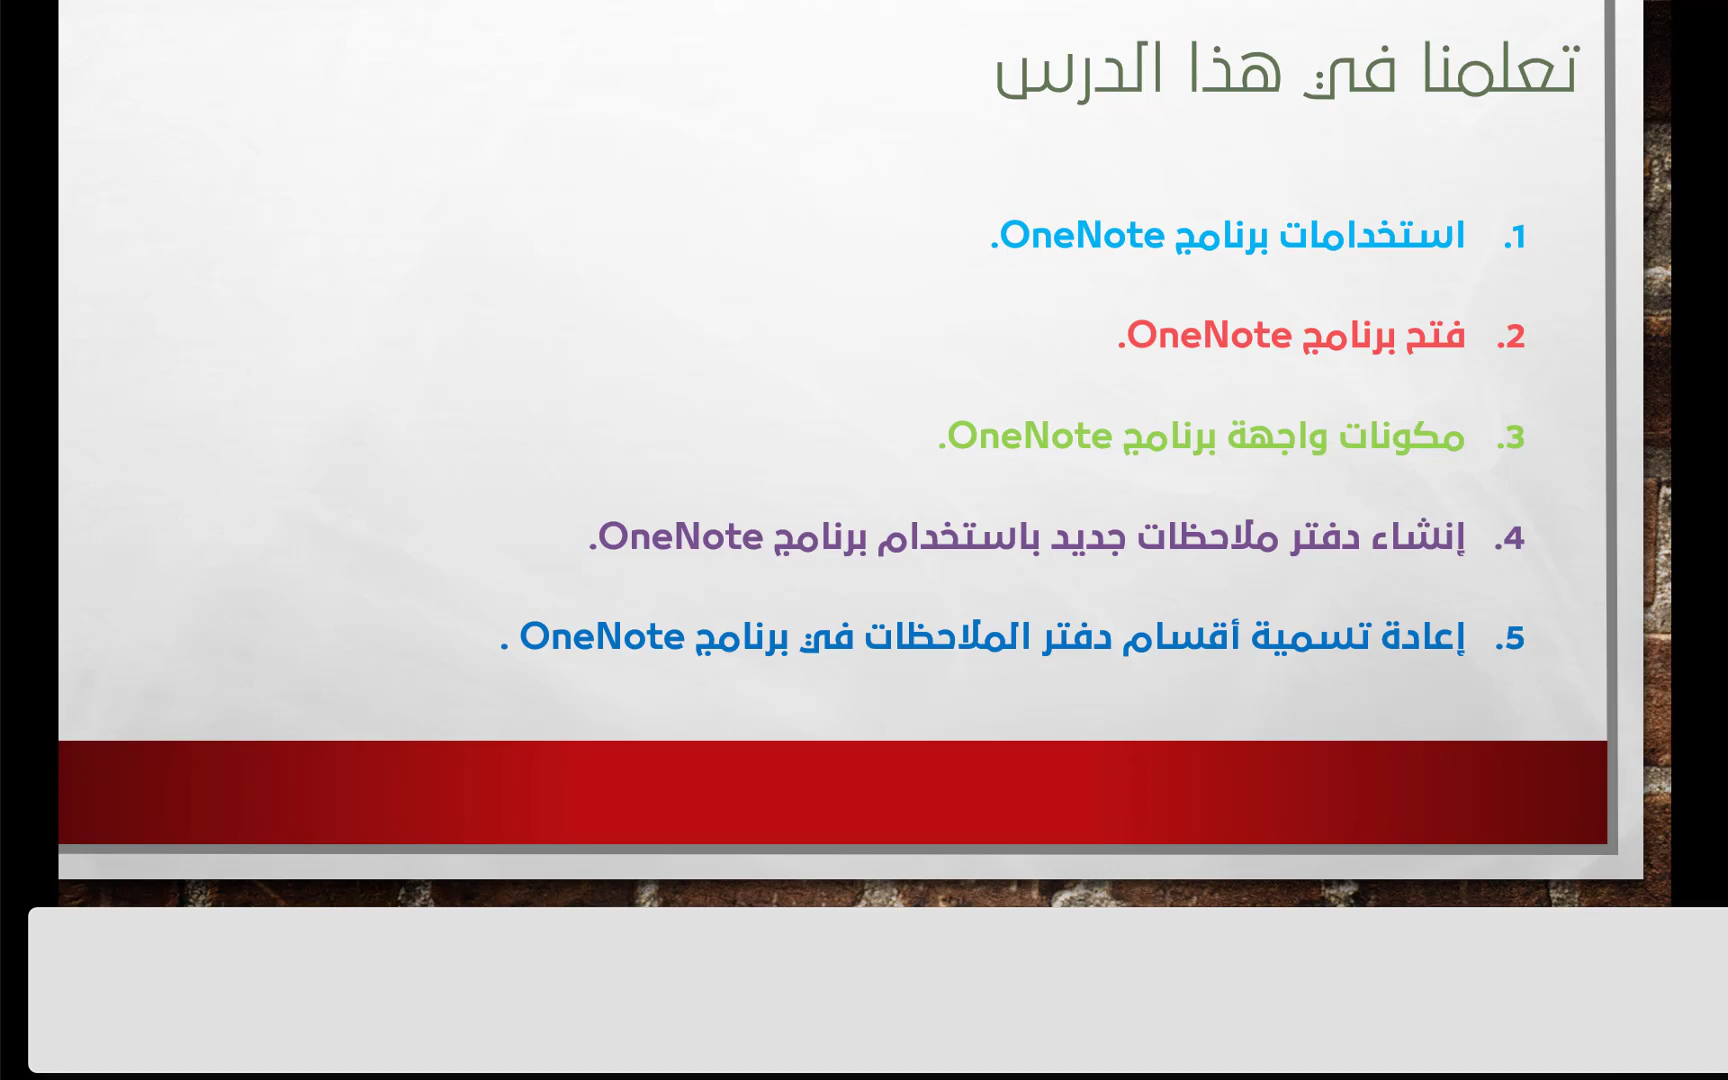 تعلمنا في هذا الدرس
1. استخدامات برنامج OneNote.
2. فتح برنامج OneNote.
3. مكونات واجهة برنامج OneNote.
4. إنشاء دفتر ملاحظات جديد باستخدام برنامج OneNote.
5. إعادة تسمية أقسام دفتر الملاحظات في برنامج OneNote .